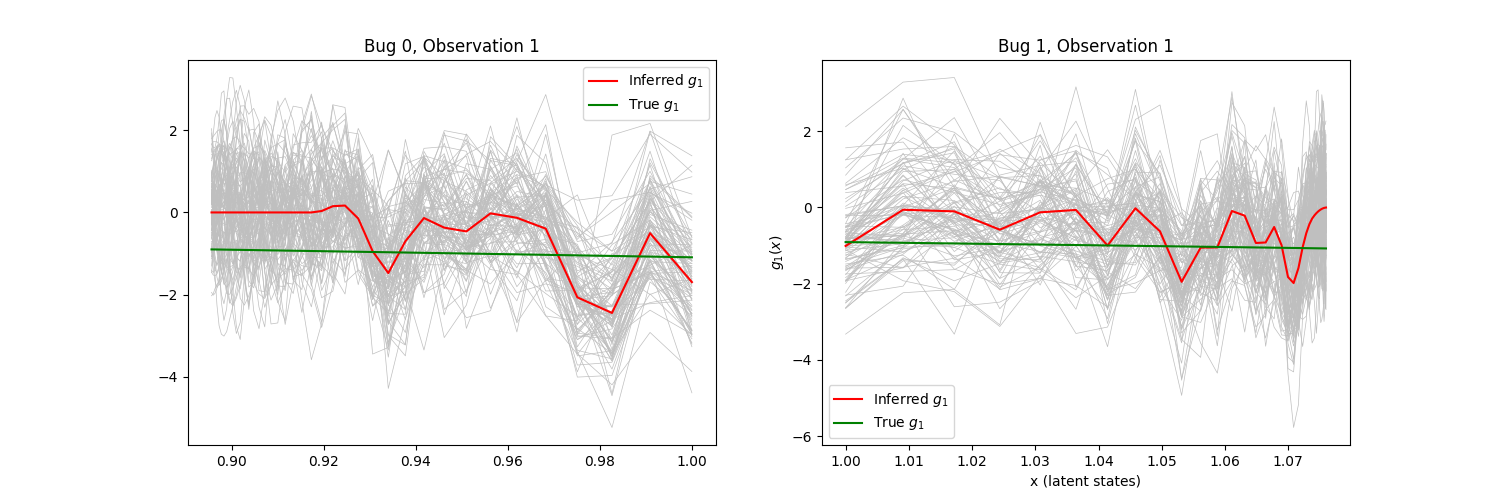 Bug 0, Observation 1
Inferred g₁
True g₁
2
0
−2
−4
0.90 0.92 0.94 0.96 0.98 1.00
Bug 1, Observation 1
g₁(x)
2
0
−2
−4
−6
Inferred g₁
True g₁
1.00 1.01 1.02 1.03 1.04 1.05 1.06 1.07
x (latent states)